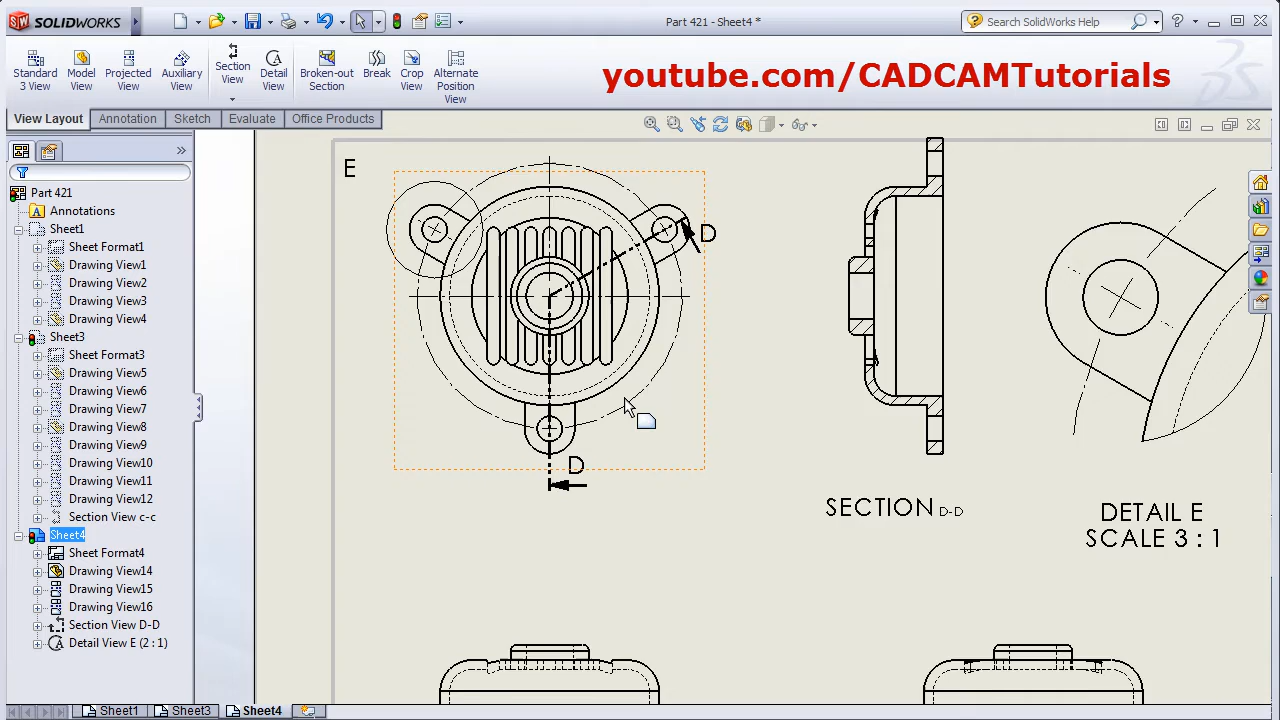 SOLIDWORKS
Part 421 - Sheet4 *
Search SolidWorks Help
Standard
3 View
Model
View
Projected
View
Auxiliary
View
Section
View
Detail
View
Broken-out
Section
Break
Crop
View
Alternate
Position
View
youtube.com/CADCAMTutorials
View Layout
Annotation
Sketch
Evaluate
Office Products
Part 421
Annotations
Sheet1
Sheet Format1
Drawing View1
Drawing View2
Drawing View3
Drawing View4
Sheet3
Sheet Format3
Drawing View5
Drawing View6
Drawing View7
Drawing View8
Drawing View9
Drawing View10
Drawing View11
Drawing View12
Section View c-c
Sheet4
Sheet Format4
Drawing View14
Drawing View15
Drawing View16
Section View D-D
Detail View E (2 : 1)
E
D
D
SECTION D-D
DETAIL E
SCALE 3 : 1
Sheet1
Sheet3
Sheet4